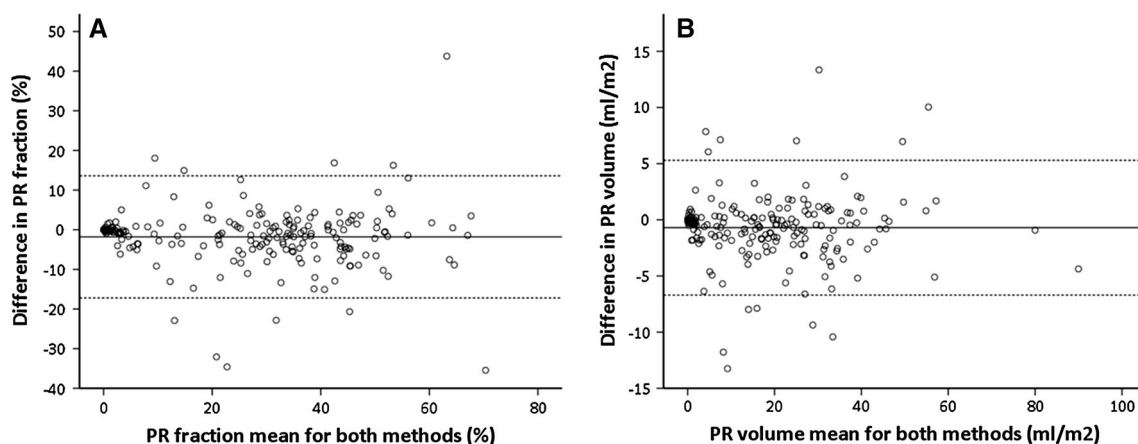 A
Difference in PR fraction (%)
50
40
30
20
10
0
-10
-20
-30
-40
0 20 40 60 80
PR fraction mean for both methods (%)
B
Difference in PR volume (ml/m2)
15
10
5
0
-5
-10
-15
0 20 40 60 80 100
PR volume mean for both methods (ml/m2)